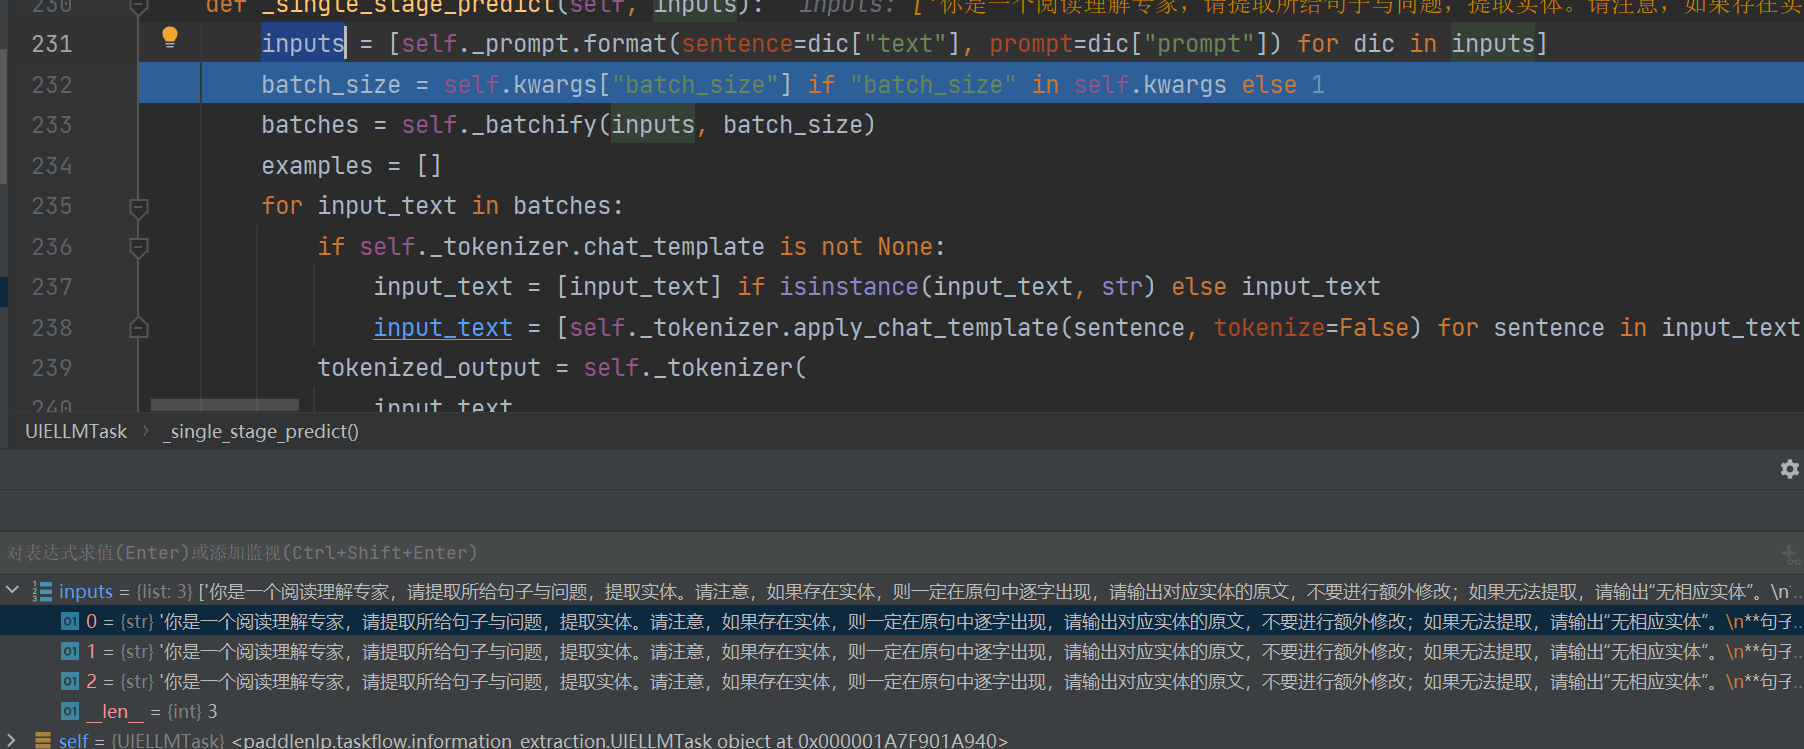 230 def _single_stage_predict(self, inputs): inputs: ['你是一个阅读理解专家，请提取所给句子与问题，提取实体。请注意，如果存在实
231 inputs = [self._prompt.format(sentence=dic["text"], prompt=dic["prompt"]) for dic in inputs]
232 batch_size = self.kwargs["batch_size"] if "batch_size" in self.kwargs else 1
233 batches = self._batchify(inputs, batch_size)
234 examples = []
235 for input_text in batches:
236 if self._tokenizer.chat_template is not None:
237 input_text = [input_text] if isinstance(input_text, str) else input_text
238 input_text = [self._tokenizer.apply_chat_template(sentence, tokenize=False) for sentence in input_text
239 tokenized_output = self._tokenizer(
240 input_text
UIELLMTask › _single_stage_predict()
对表达式求值(Enter)或添加监视(Ctrl+Shift+Enter)
inputs = {list: 3} ['你是一个阅读理解专家，请提取所给句子与问题，提取实体。请注意，如果存在实体，则一定在原句中逐字出现，请输出对应实体的原文，不要进行额外修改；如果无法提取，请输出“无相应实体”。\n...
01 0 = {str} '你是一个阅读理解专家，请提取所给句子与问题，提取实体。请注意，如果存在实体，则一定在原句中逐字出现，请输出对应实体的原文，不要进行额外修改；如果无法提取，请输出“无相应实体”。\n**句子...
01 1 = {str} '你是一个阅读理解专家，请提取所给句子与问题，提取实体。请注意，如果存在实体，则一定在原句中逐字出现，请输出对应实体的原文，不要进行额外修改；如果无法提取，请输出“无相应实体”。\n**句子...
01 2 = {str} '你是一个阅读理解专家，请提取所给句子与问题，提取实体。请注意，如果存在实体，则一定在原句中逐字出现，请输出对应实体的原文，不要进行额外修改；如果无法提取，请输出“无相应实体”。\n**句子...
01 __len__ = {int} 3
self = {UIELLMTask} <paddlenlp.taskflow.information_extraction.UIELLMTask object at 0x000001A7F901A940>